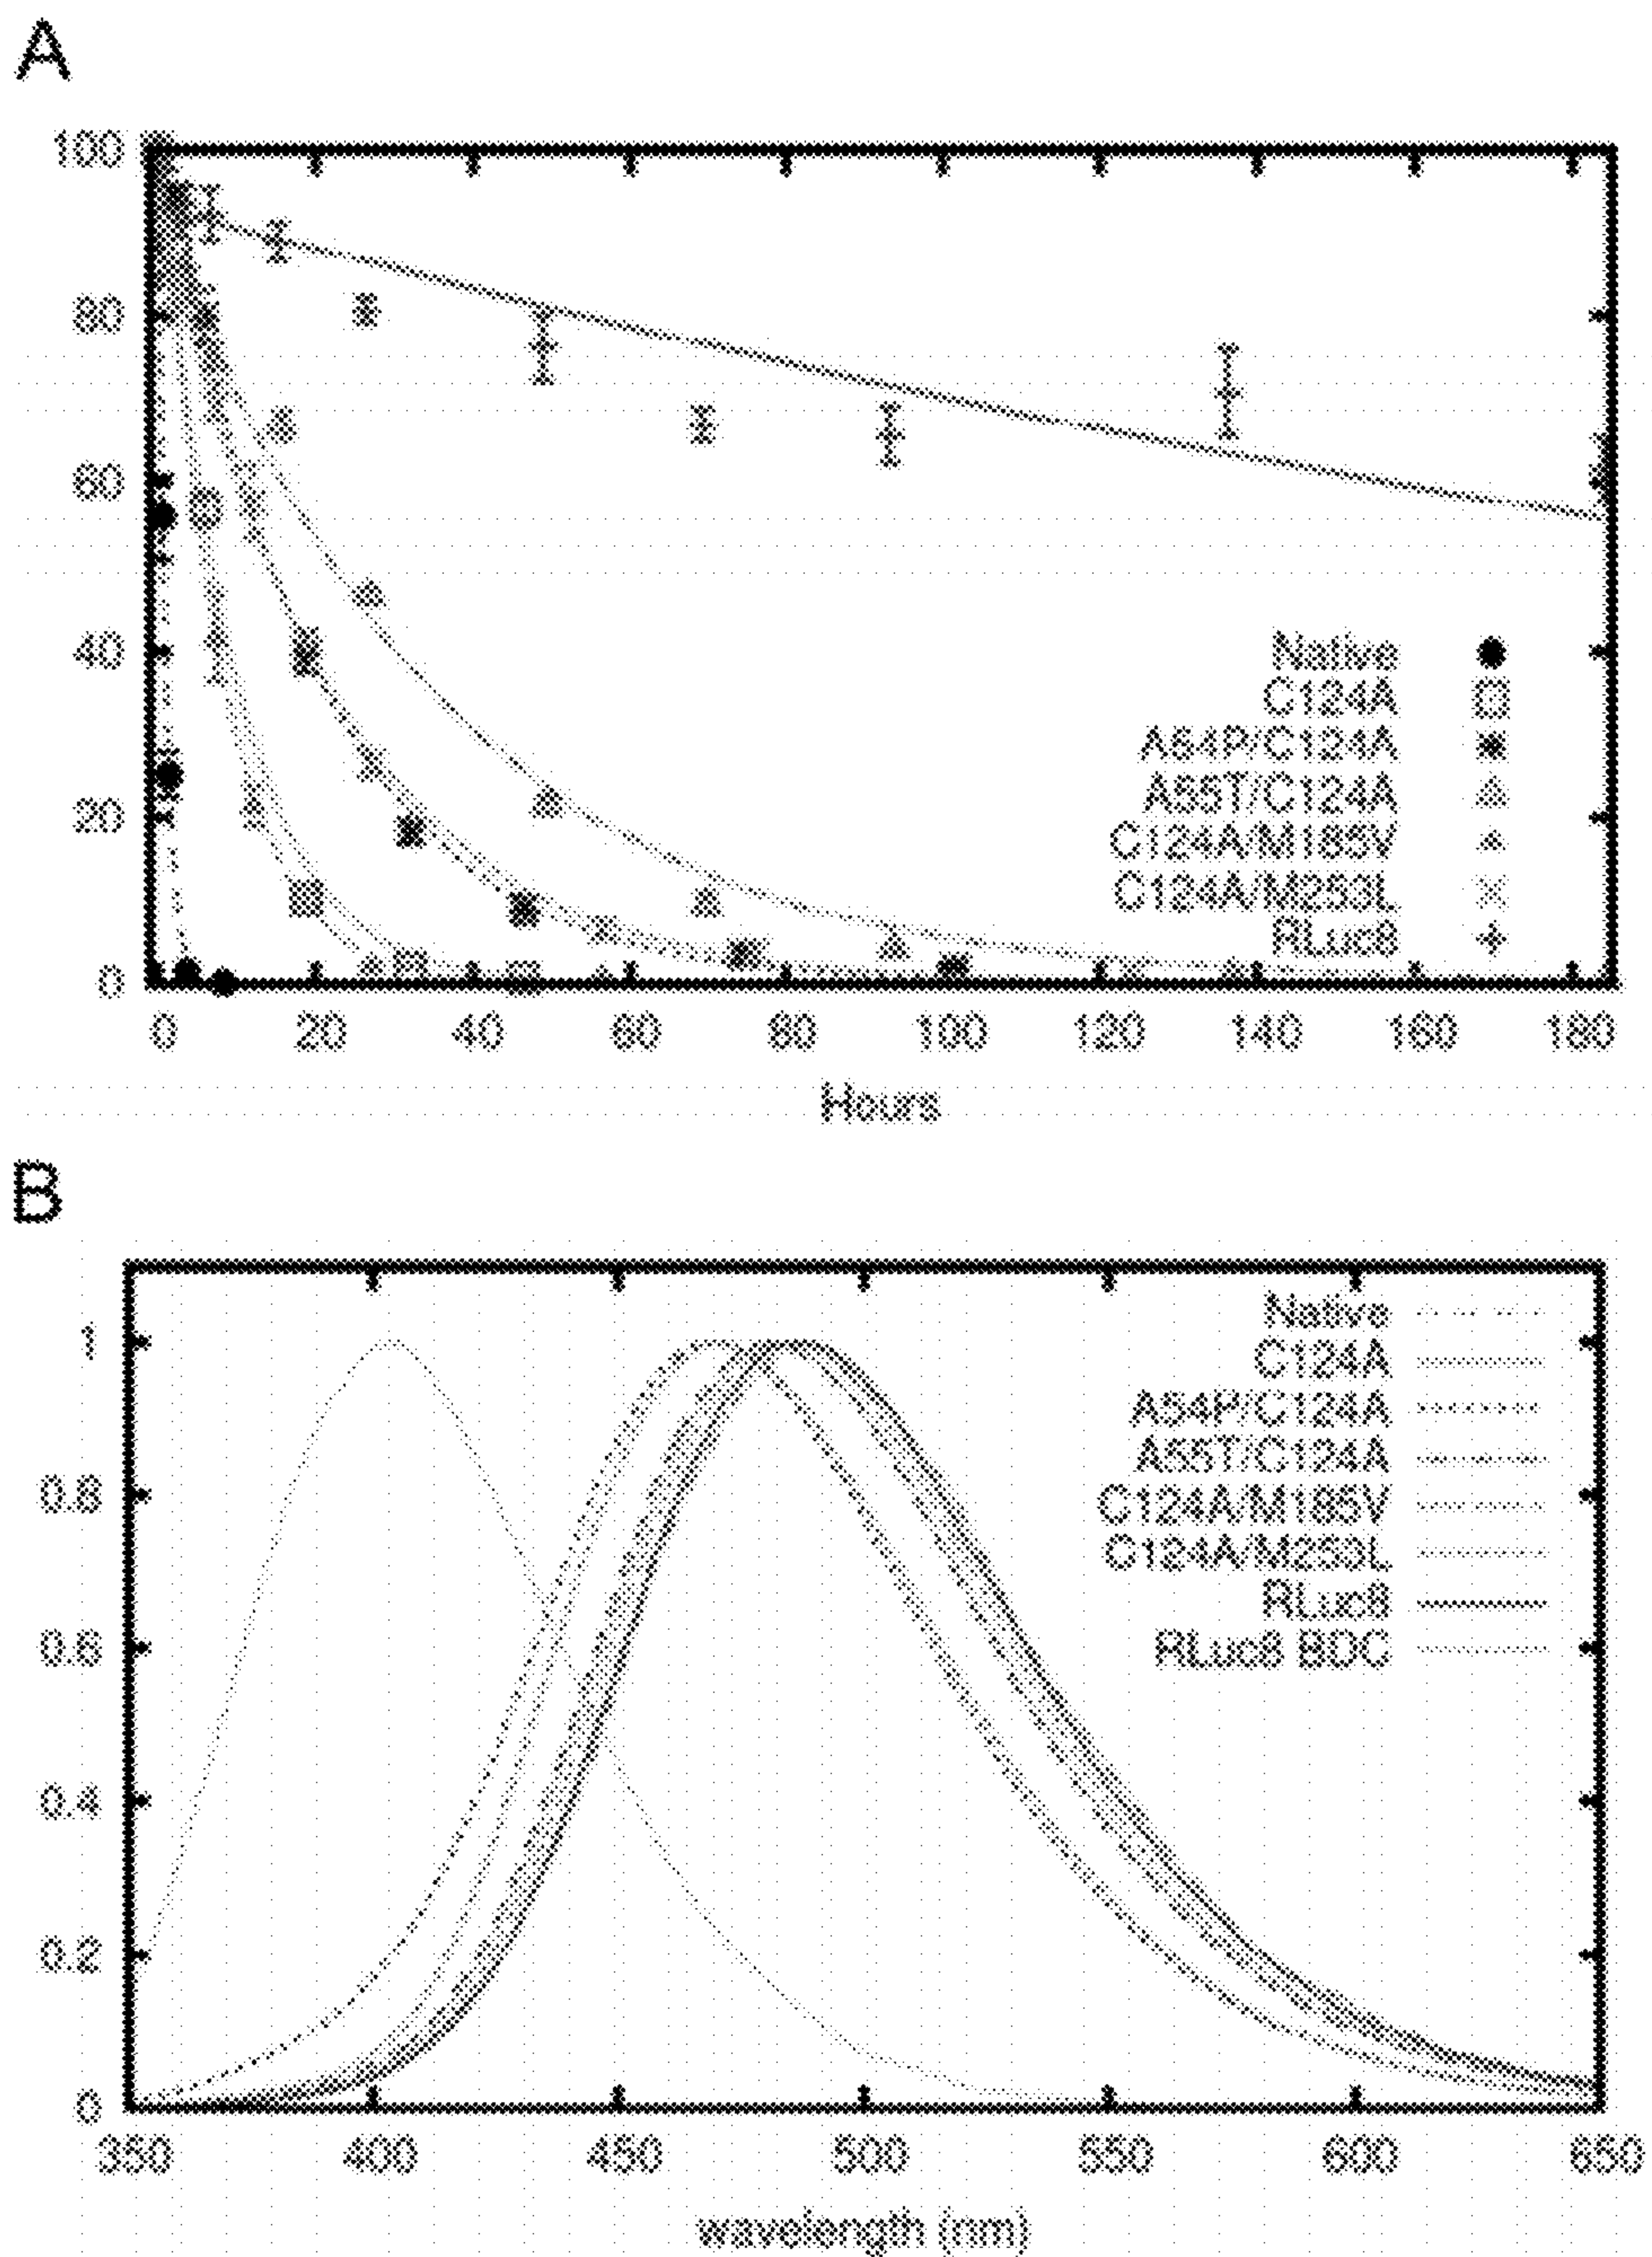 A
100
80
60
40
20
0
Native
C124A
A54P/C124A
A55T/C124A
C124A/M185V
C124A/M253L
RLuc8
0 20 40 60 80 100 120 140 160 180
Hours
B
1
0.8
0.6
0.4
0.2
0
Native
C124A
A54P/C124A
A55T/C124A
C124A/M185V
C124A/M253L
RLuc8
RLuc8 BDC
350 400 450 500 550 600 650
wavelength (nm)